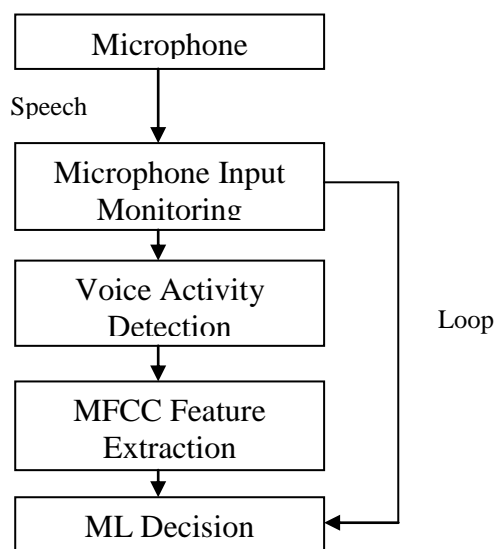 Microphone
Speech
Microphone Input
Monitoring
Voice Activity
Detection
Loop
MFCC Feature
Extraction
ML Decision